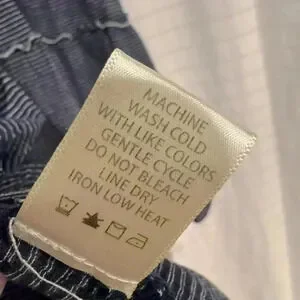 MACHINE
WASH COLD
WITH LIKE COLORS
GENTLE CYCLE
DO NOT BLEACH
LINE DRY
IRON LOW HEAT